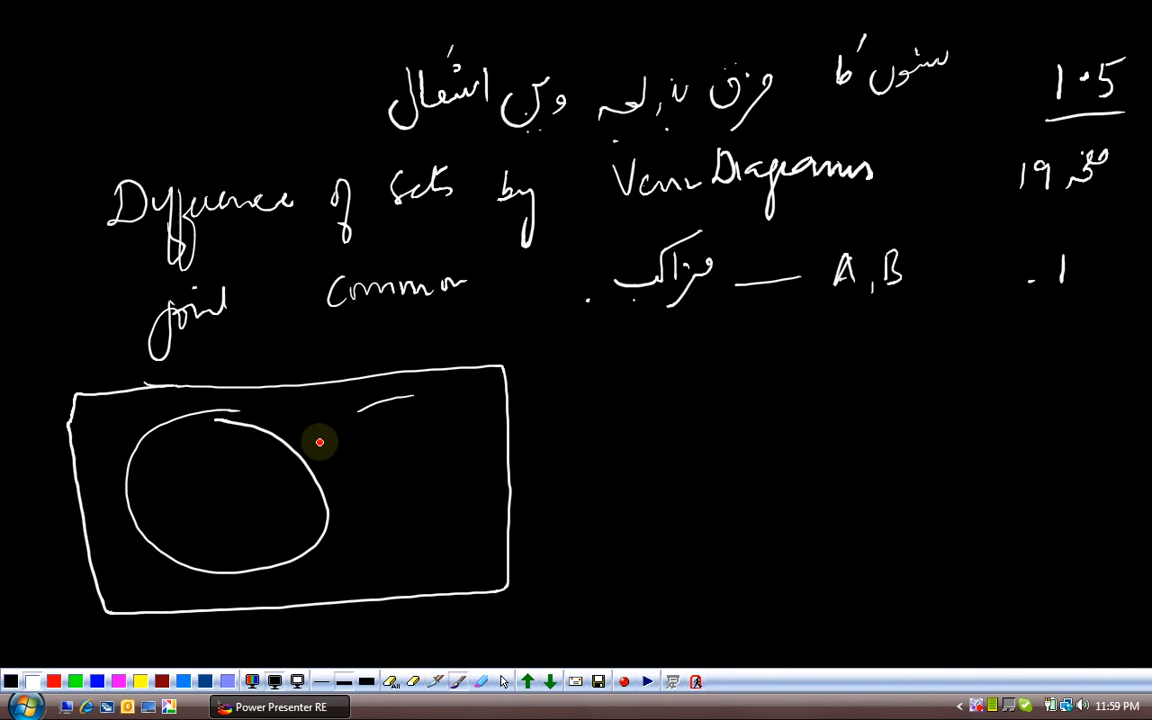 1.5 سیٹوں کا فرق بذریعہ وین اشکال
صفحہ 19
Difference of Sets by Venn Diagrams
1. A, B — متراکب
joint common
Power Presenter RE
11:59 PM